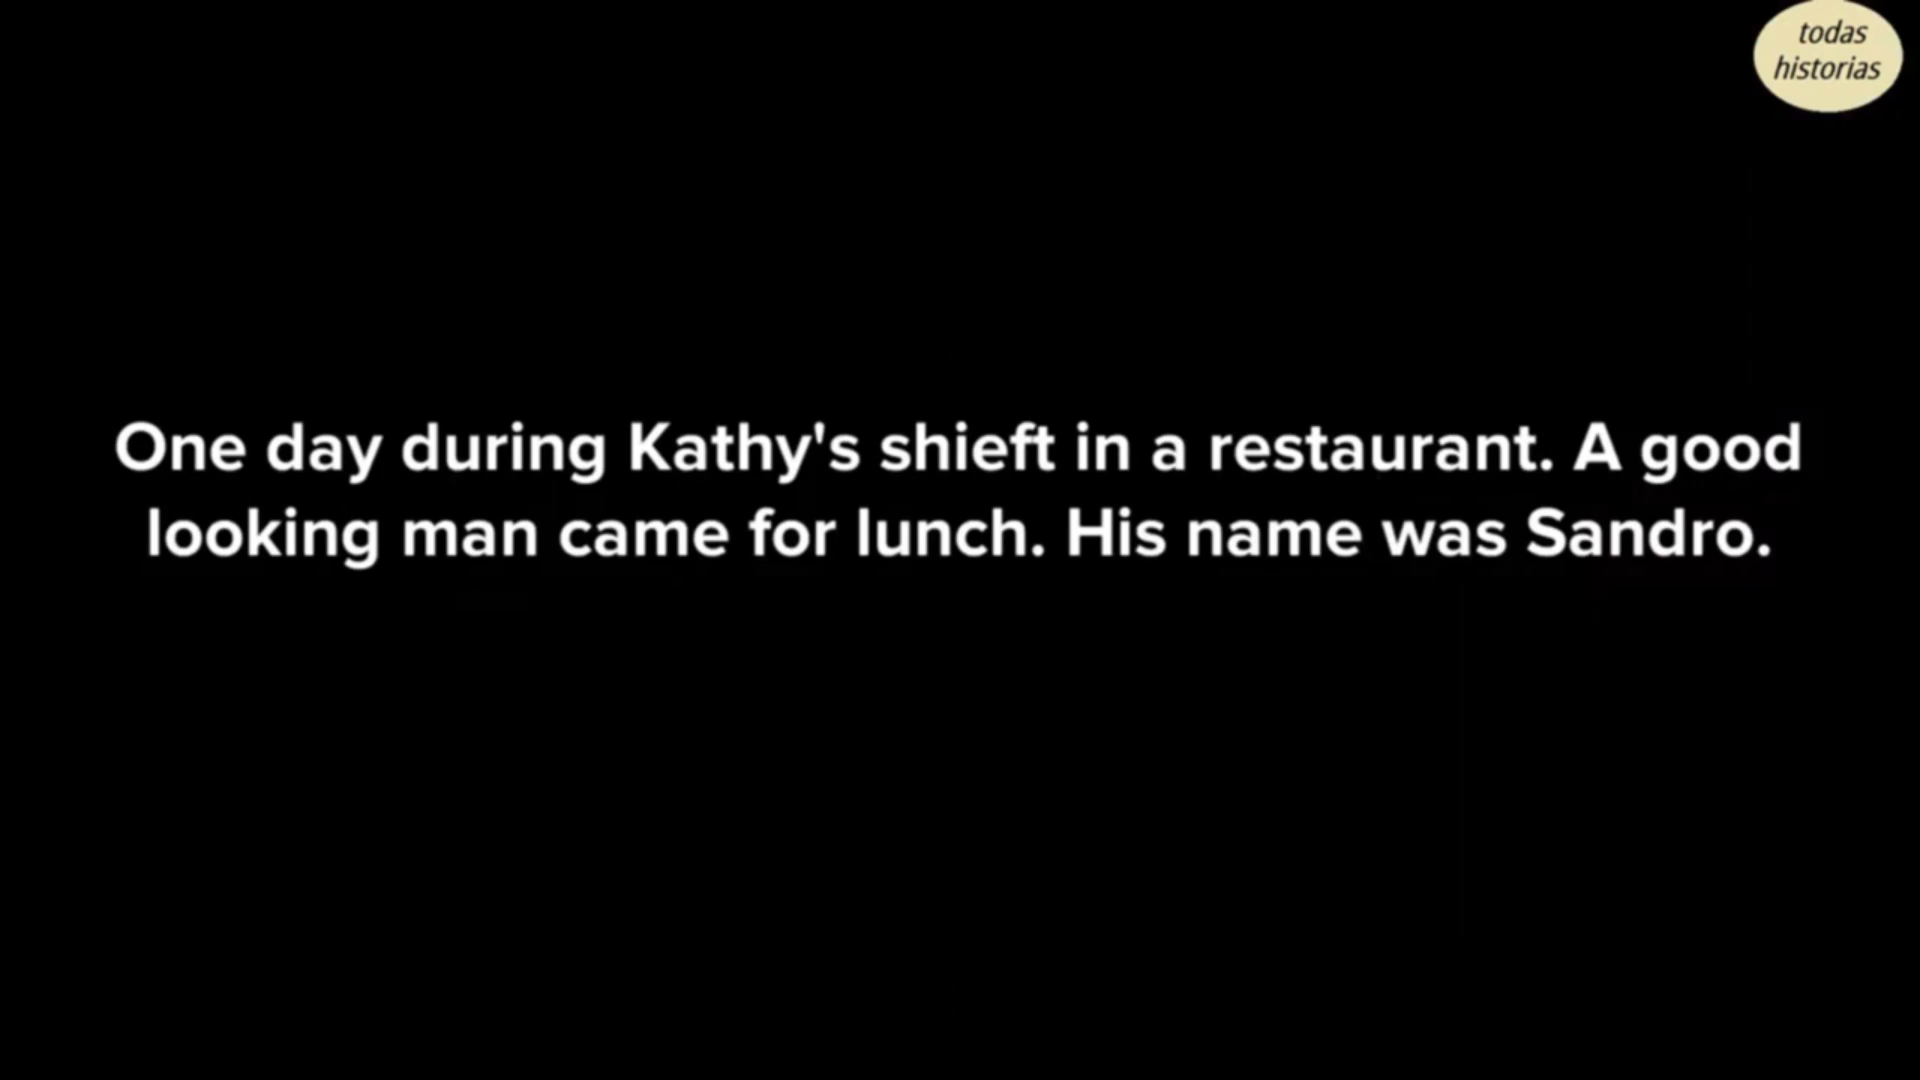 todas
historias
One day during Kathy's shieft in a restaurant. A good
looking man came for lunch. His name was Sandro.